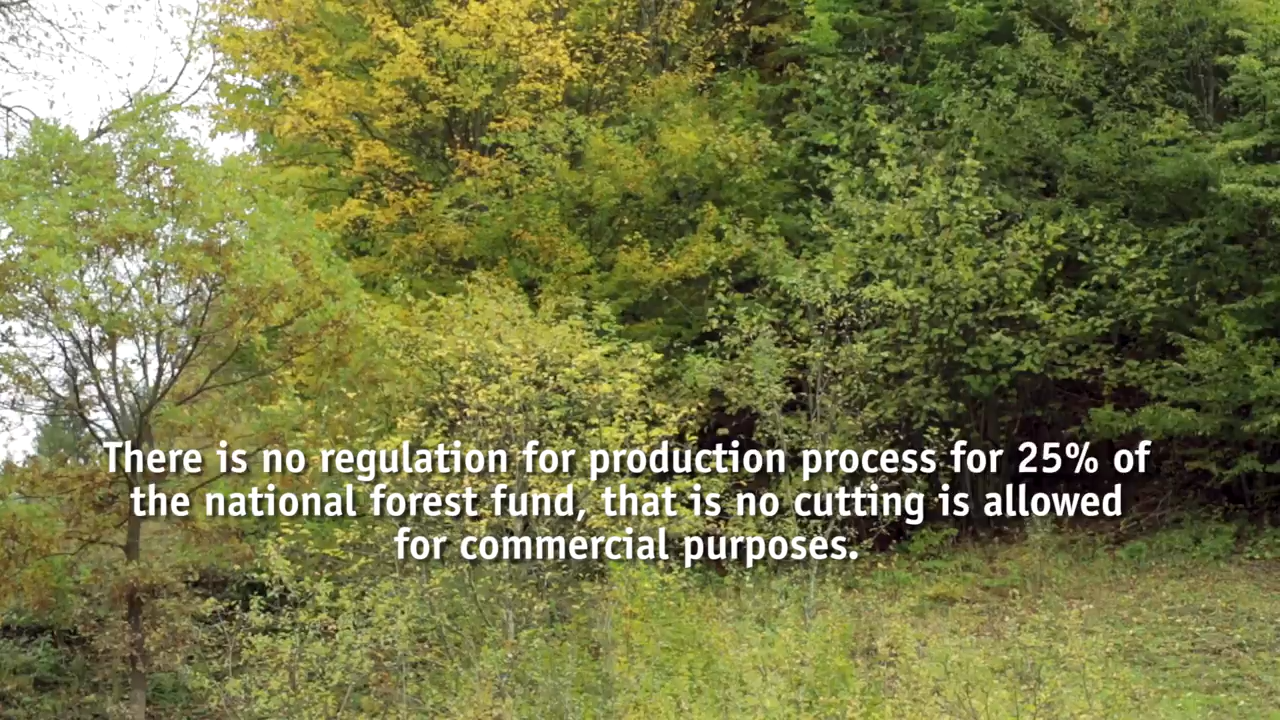 There is no regulation for production process for 25% of
the national forest fund, that is no cutting is allowed
for commercial purposes.